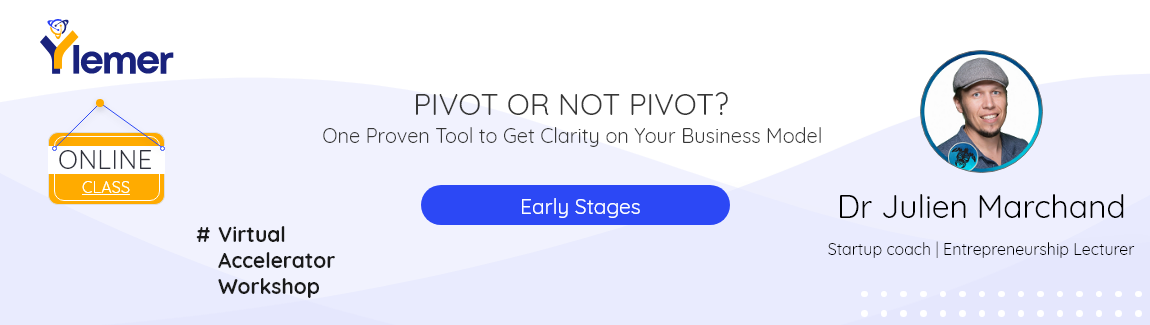 Ylemer
ONLINE
CLASS
# Virtual
Accelerator
Workshop
PIVOT OR NOT PIVOT?
One Proven Tool to Get Clarity on Your Business Model
Early Stages
Dr Julien Marchand
Startup coach | Entrepreneurship Lecturer